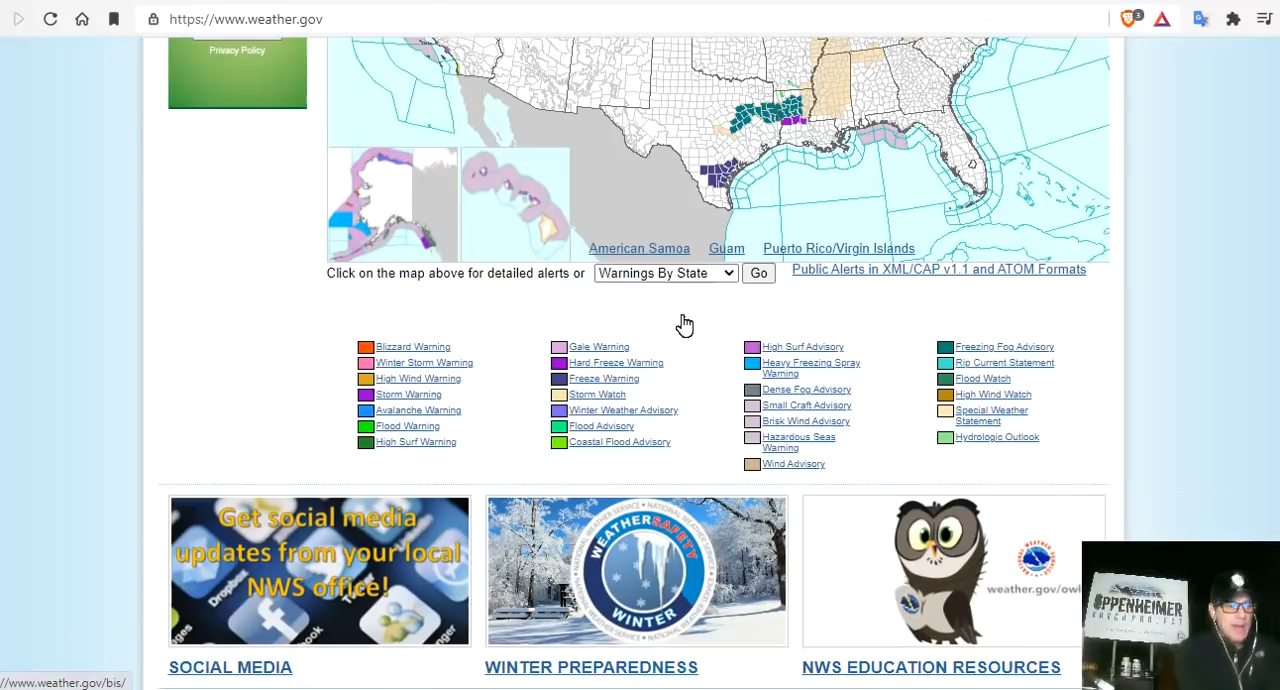 https://www.weather.gov
3
Privacy Policy
American Samoa Guam Puerto Rico/Virgin Islands
Click on the map above for detailed alerts or Warnings By State Go Public Alerts in XML/CAP v1.1 and ATOM Formats
Blizzard Warning
Winter Storm Warning
High Wind Warning
Storm Warning
Avalanche Warning
Flood Warning
High Surf Warning
Gale Warning
Hard Freeze Warning
Freeze Warning
Storm Watch
Winter Weather Advisory
Flood Advisory
Coastal Flood Advisory
High Surf Advisory
Heavy Freezing Spray
Warning
Dense Fog Advisory
Small Craft Advisory
Brisk Wind Advisory
Hazardous Seas
Warning
Wind Advisory
Freezing Fog Advisory
Rip Current Statement
Flood Watch
High Wind Watch
Special Weather
Statement
Hydrologic Outlook
Get social media
updates from your local
NWS office!
Dropbox
NATIONAL WEATHER SERVICE
WEATHER SAFETY
WINTER
weather.gov/owl
OPPENHEIMER
RANCH PROJECT
SOCIAL MEDIA
WINTER PREPAREDNESS
NWS EDUCATION RESOURCES
//www.weather.gov/bis/